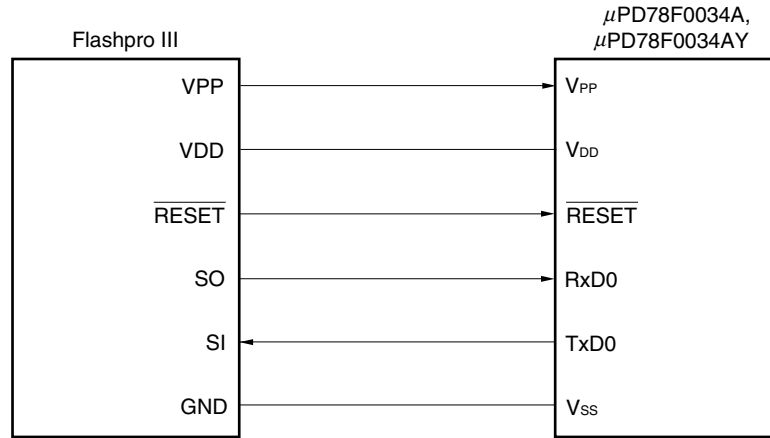 Flashpro III
μPD78F0034A,
μPD78F0034AY
VPP
VPP
VDD
VDD
RESET
RESET
SO
RxD0
SI
TxD0
GND
VSS